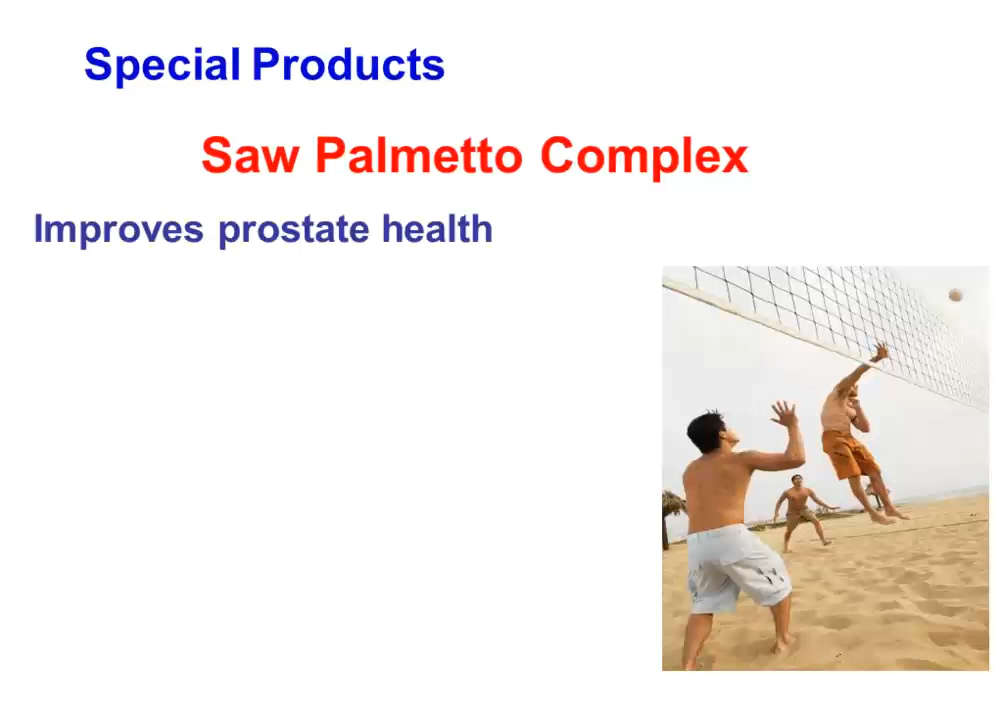 Special Products
Saw Palmetto Complex
Improves prostate health